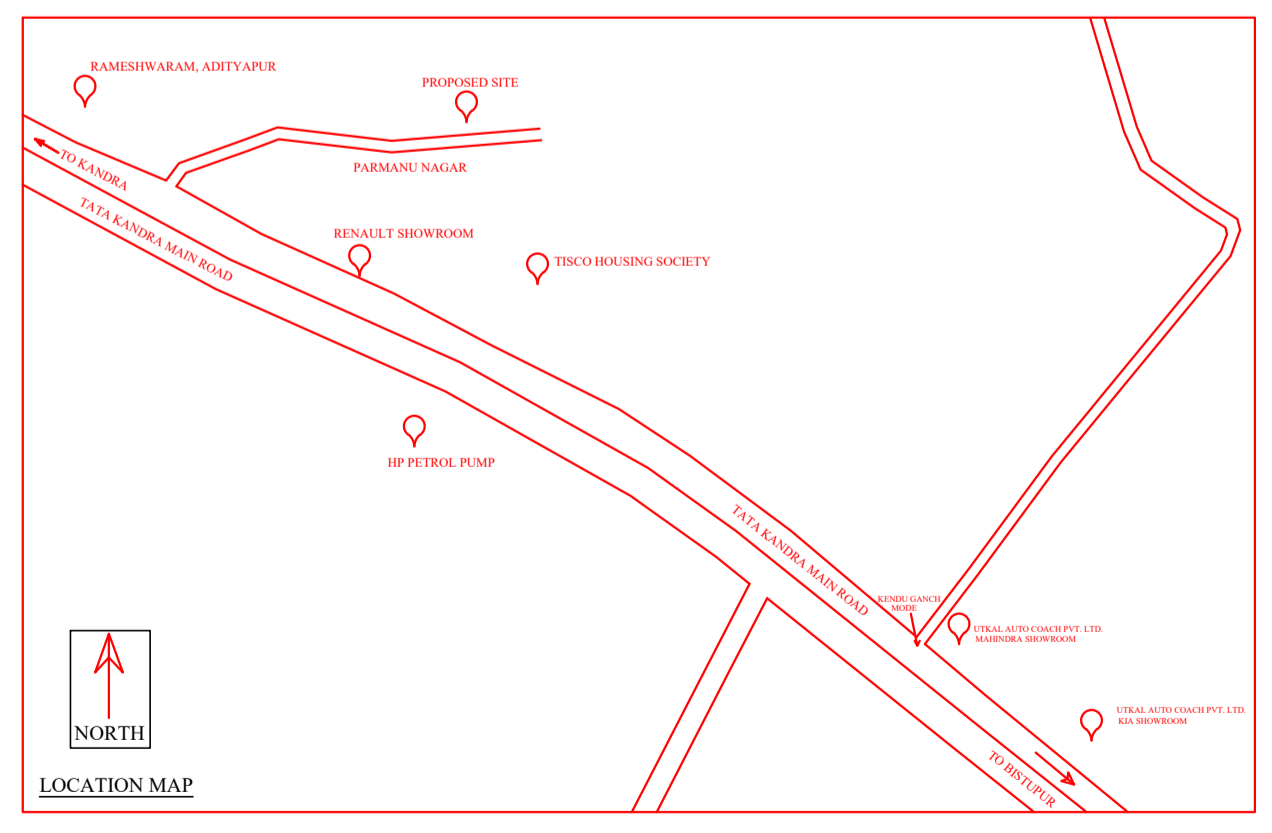 RAMESHWARAM, ADITYAPUR
PROPOSED SITE
TO KANDRA
PARMANU NAGAR
TATA KANDRA MAIN ROAD
RENAULT SHOWROOM
TISCO HOUSING SOCIETY
HP PETROL PUMP
TATA KANDRA MAIN ROAD
KENDU GANCH
MODE
UTKAL AUTO COACH PVT. LTD.
MAHINDRA SHOWROOM
UTKAL AUTO COACH PVT. LTD.
KIA SHOWROOM
TO BISTUPUR
NORTH
LOCATION MAP